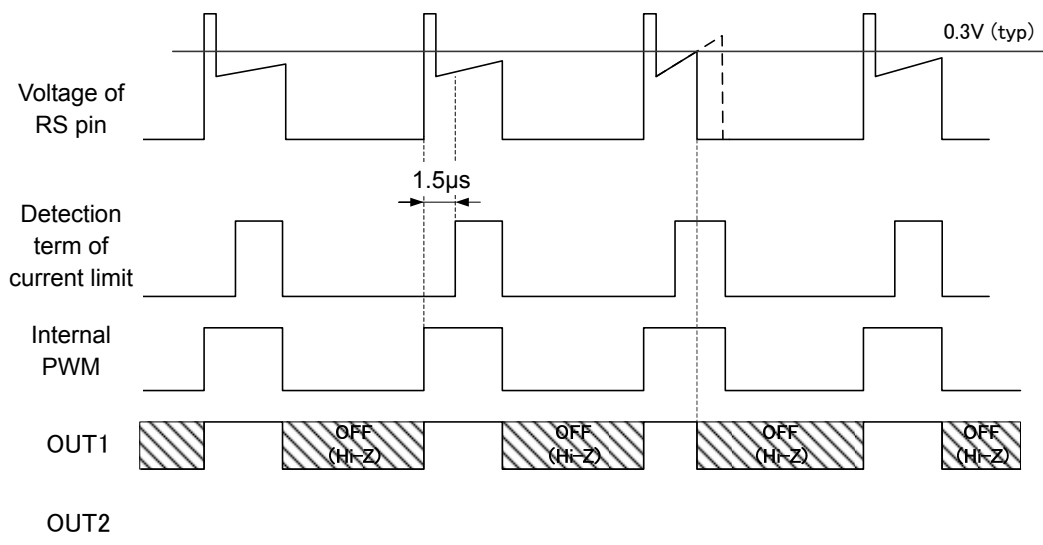 0.3V (typ)
Voltage of
RS pin
1.5μs
Detection
term of
current limit
Internal
PWM
OUT1
OFF
(Hi-Z)
OFF
(Hi-Z)
OFF
(Hi-Z)
OFF
(Hi-Z)
OUT2